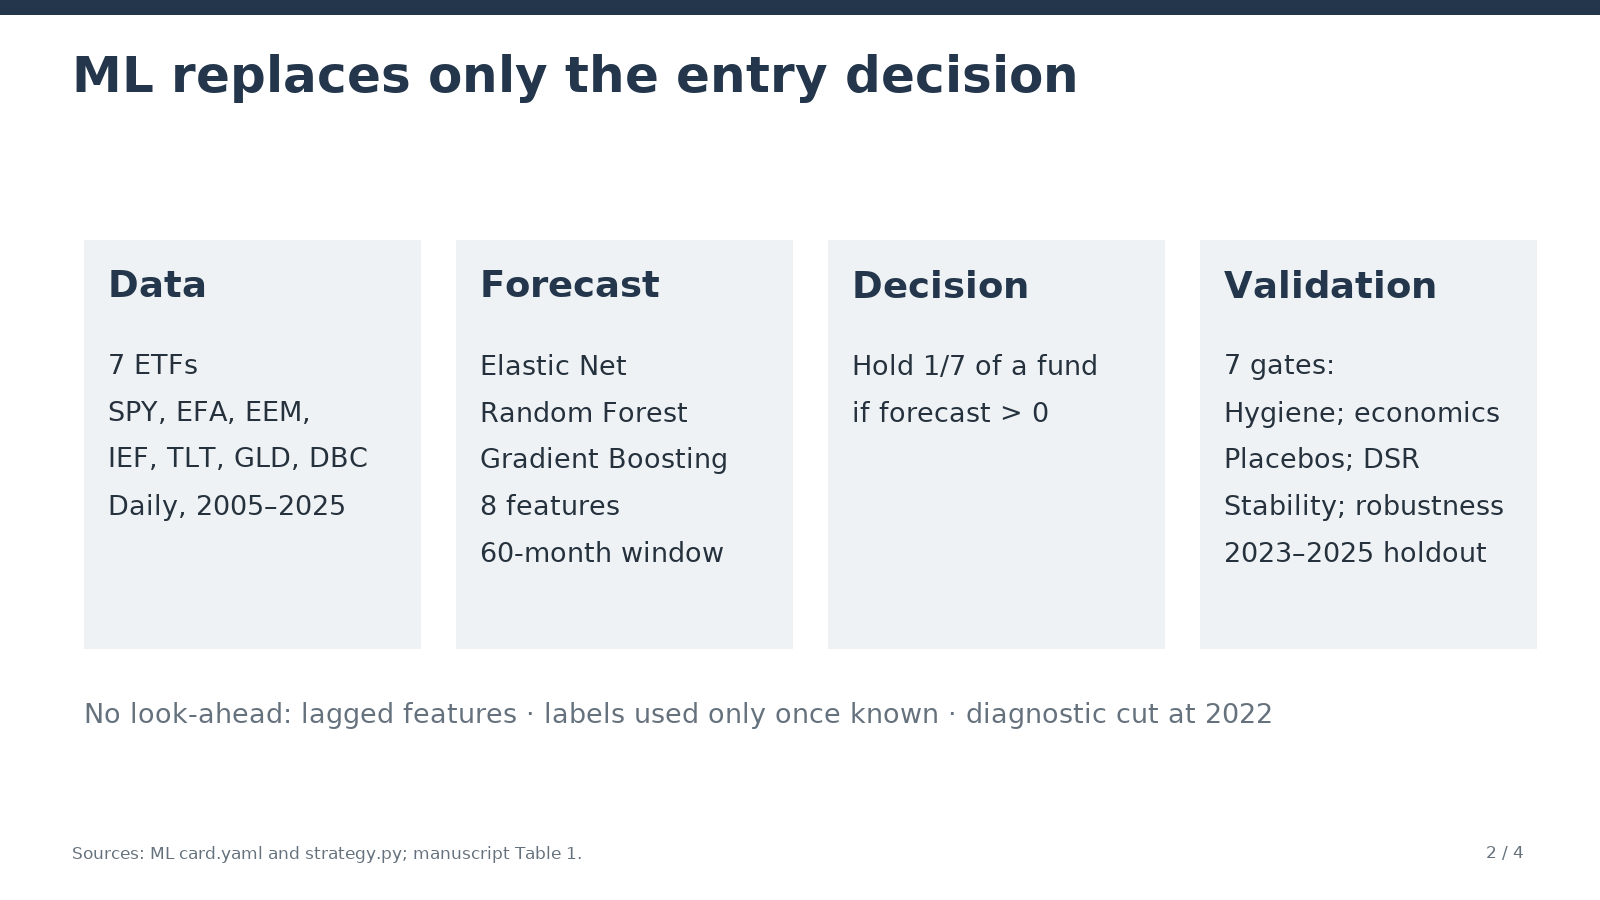 ML replaces only the entry decision
Data
7 ETFs
SPY, EFA, EEM,
IEF, TLT, GLD, DBC
Daily, 2005–2025
Forecast
Elastic Net
Random Forest
Gradient Boosting
8 features
60-month window
Decision
Hold 1/7 of a fund
if forecast > 0
Validation
7 gates:
Hygiene; economics
Placebos; DSR
Stability; robustness
2023–2025 holdout
No look-ahead: lagged features · labels used only once known · diagnostic cut at 2022
Sources: ML card.yaml and strategy.py; manuscript Table 1.
2 / 4